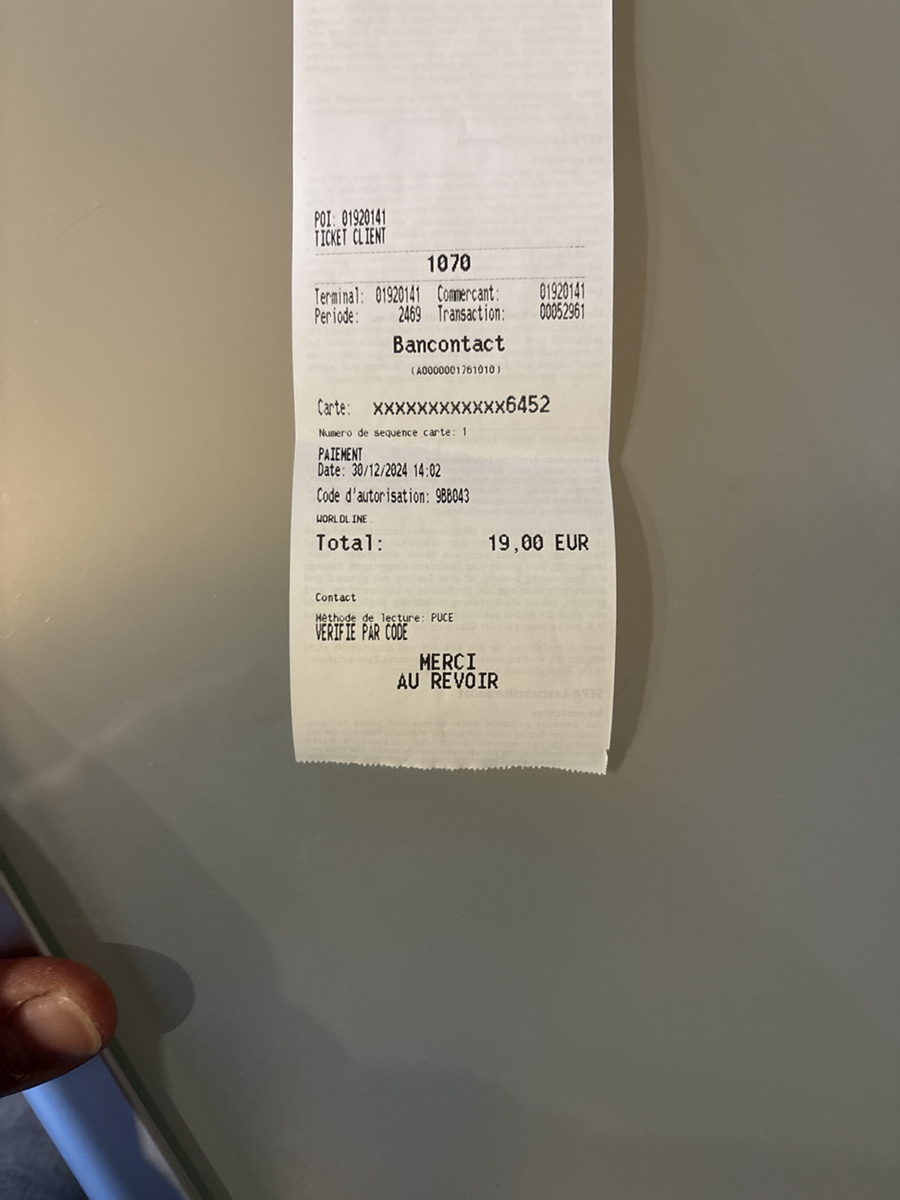 POI: 01920141
TICKET CLIENT
1070
Terminal: 01920141 Commercant: 01920141
Periode: 2469 Transaction: 00052961
Bancontact
(A0000001761010)
Carte: xxxxxxxxxxxx6452
Numero de sequence carte: 1
PAIEMENT
Date: 30/12/2024 14:02
Code d'autorisation: 9BB043
WORLDLINE
Total: 19,00 EUR
Contact
Méthode de lecture: PUCE
VERIFIE PAR CODE
MERCI
AU REVOIR